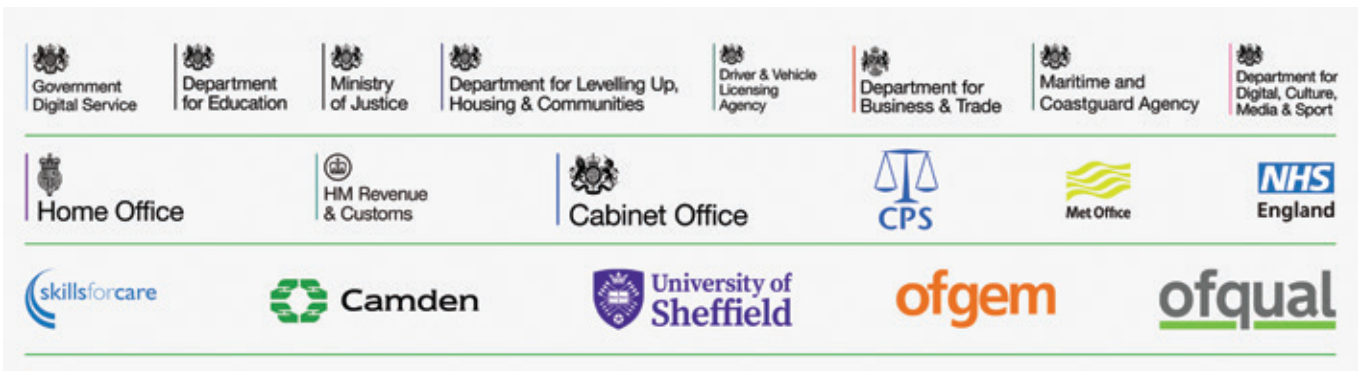 Government
Digital Service
Department
for Education
Ministry
of Justice
Department for Levelling Up,
Housing & Communities
Driver & Vehicle
Licensing
Agency
Department for
Business & Trade
Maritime and
Coastguard Agency
Department for
Digital, Culture,
Media & Sport
Home Office
HM Revenue
& Customs
Cabinet Office
CPS
Met Office
NHS
England
skillsforcare
Camden
University of
Sheffield
ofgem
ofqual